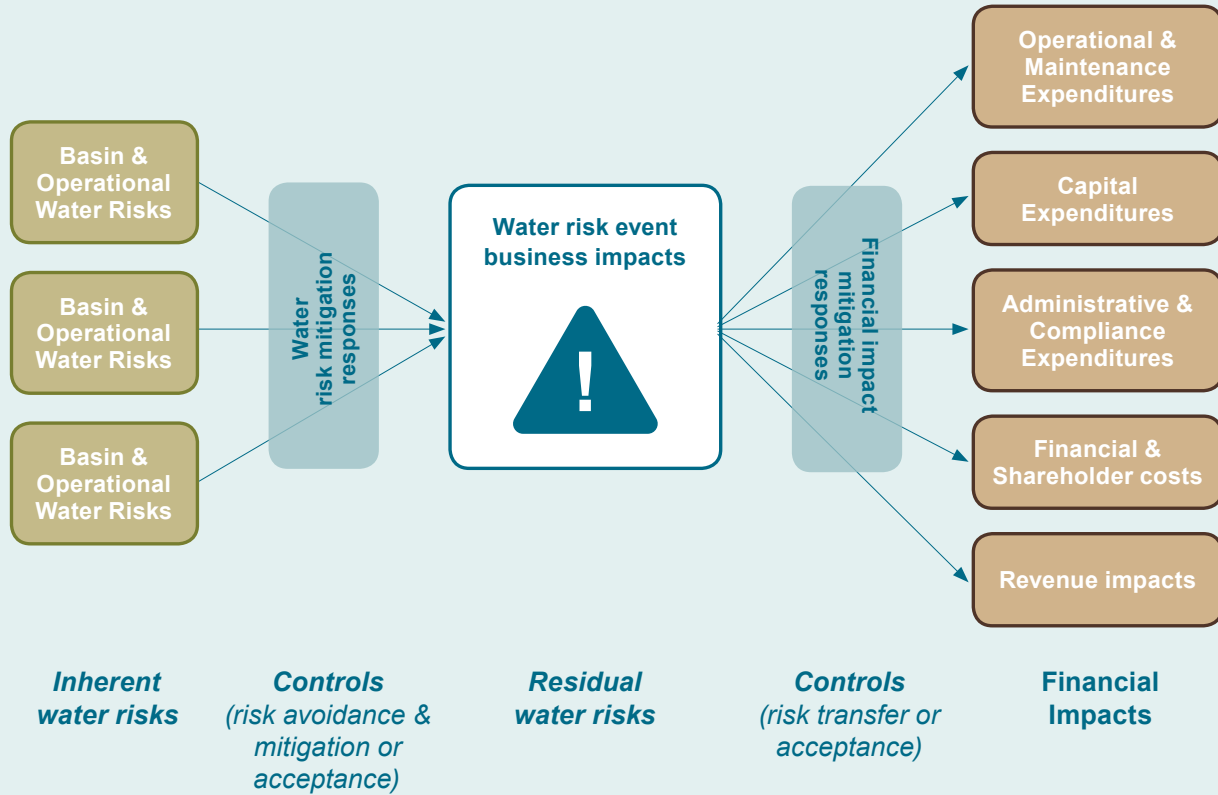 Basin &
Operational
Water Risks
Basin &
Operational
Water Risks
Basin &
Operational
Water Risks
Water
risk mitigation
responses
Water risk event
business impacts
!
Financial impact
mitigation
responses
Operational &
Maintenance
Expenditures
Capital
Expenditures
Administrative &
Compliance
Expenditures
Financial &
Shareholder costs
Revenue impacts
Inherent
water risks
Controls
(risk avoidance &
mitigation or
acceptance)
Residual
water risks
Controls
(risk transfer or
acceptance)
Financial
Impacts